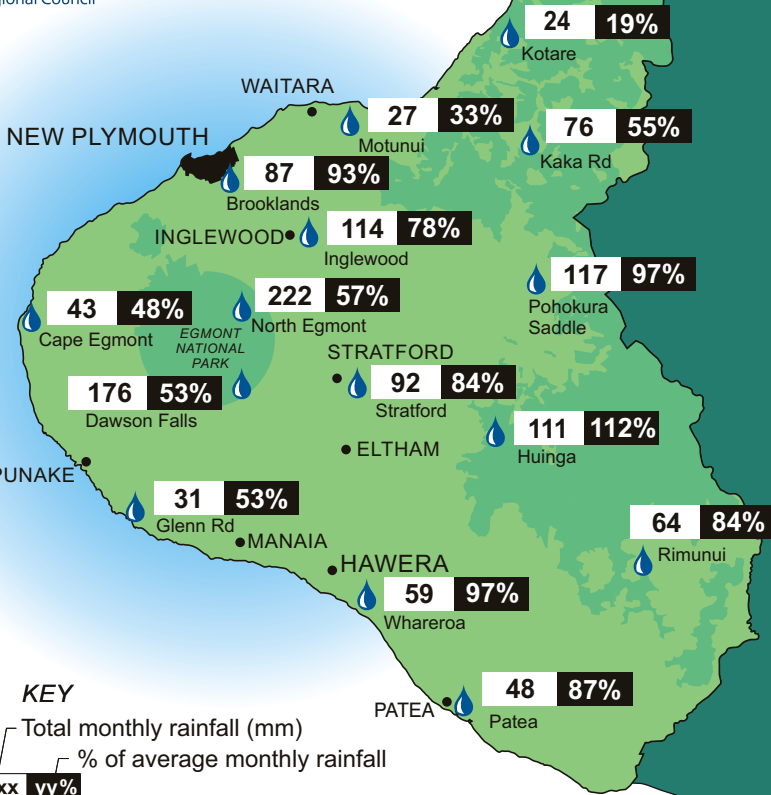 24 19%
Kotare
WAITARA
27 33%
Motunui
76 55%
Kaka Rd
NEW PLYMOUTH
87 93%
Brooklands
INGLEWOOD
114 78%
Inglewood
117 97%
Pohokura
Saddle
43 48%
Cape Egmont
222 57%
North Egmont
EGMONT
NATIONAL
PARK
STRATFORD
176 53%
Dawson Falls
92 84%
Stratford
111 112%
Huinga
ELTHAM
PUNAKE
31 53%
Glenn Rd
MANAIA
64 84%
Rimunui
HAWERA
59 97%
Whareroa
48 87%
PATEA
Patea
KEY
Total monthly rainfall (mm)
% of average monthly rainfall
xx yy%